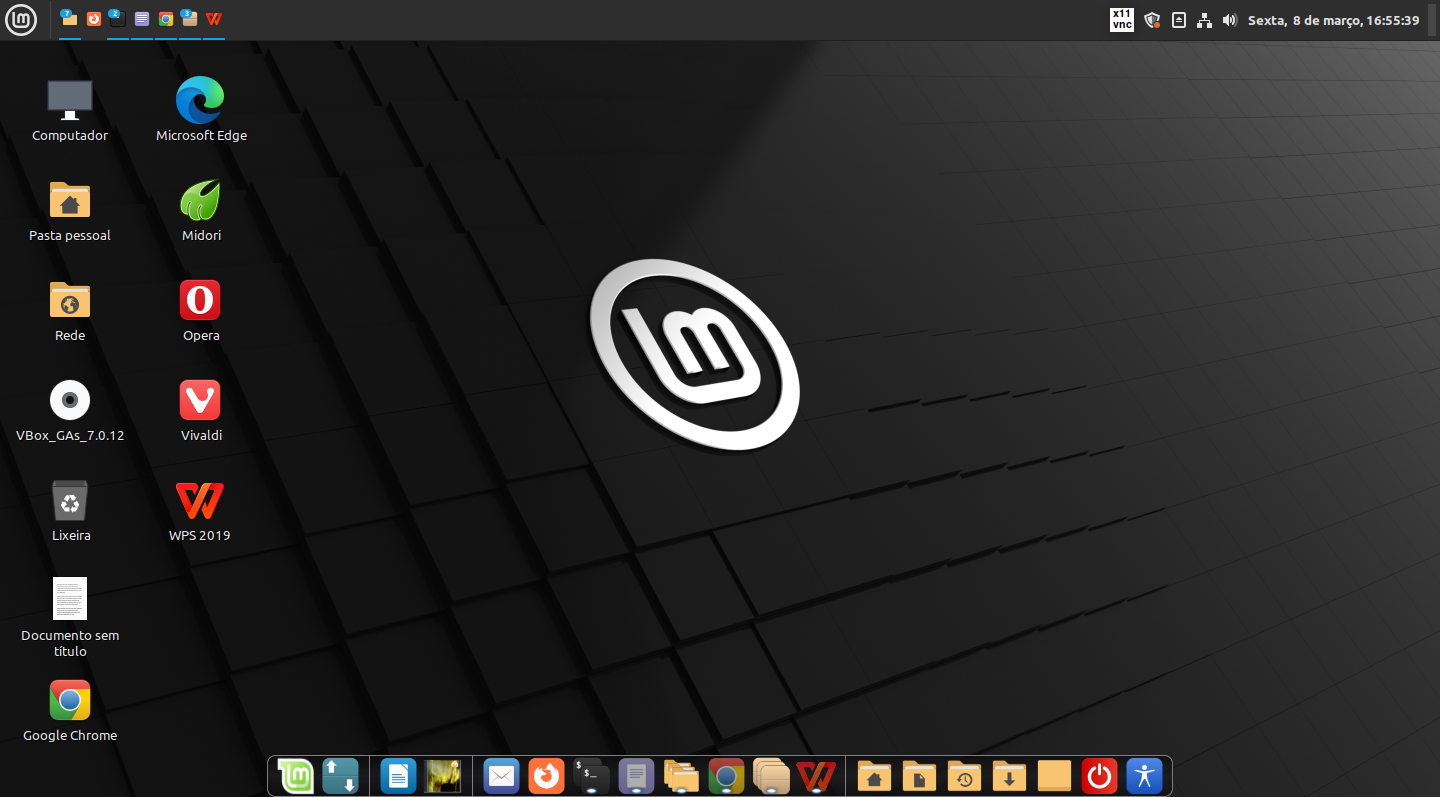 7
2
3
x11
vnc
Sexta, 8 de março, 16:55:39
Computador
Microsoft Edge
Pasta pessoal
Midori
Rede
Opera
VBox_GAs_7.0.12
Vivaldi
Lixeira
WPS 2019
Documento sem
título
Google Chrome
$
$_